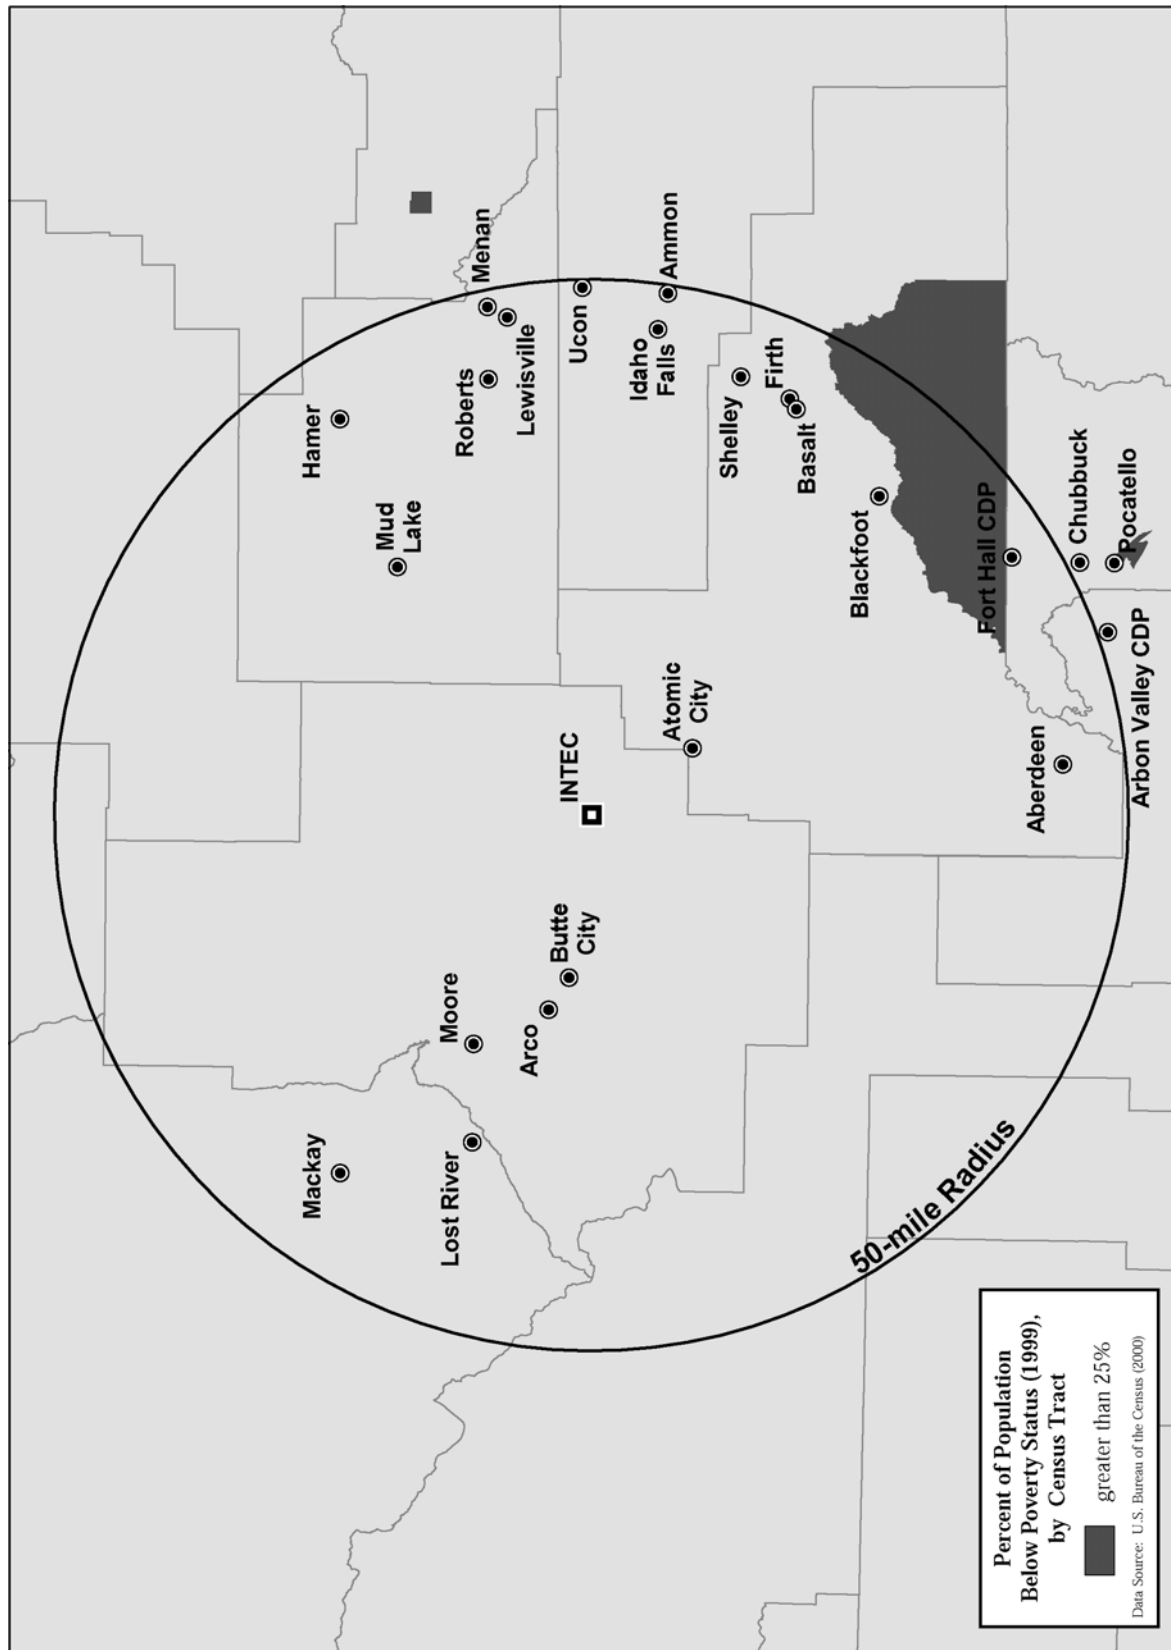 Mackay
Lost River
Moore
Arco
Butte
City
INTEC
Atomic
City
Mud
Lake
Hamer
Roberts
Menan
Lewisville
Ucon
Idaho
Falls
Ammon
Shelley
Firth
Basalt
Blackfoot
Fort Hall CDP
Chubbuck
Pocatello
Arbon Valley CDP
Aberdeen
50-mile Radius
Percent of Population
Below Poverty Status (1999),
by Census Tract
greater than 25%
Data Source: U.S. Bureau of the Census (2000)